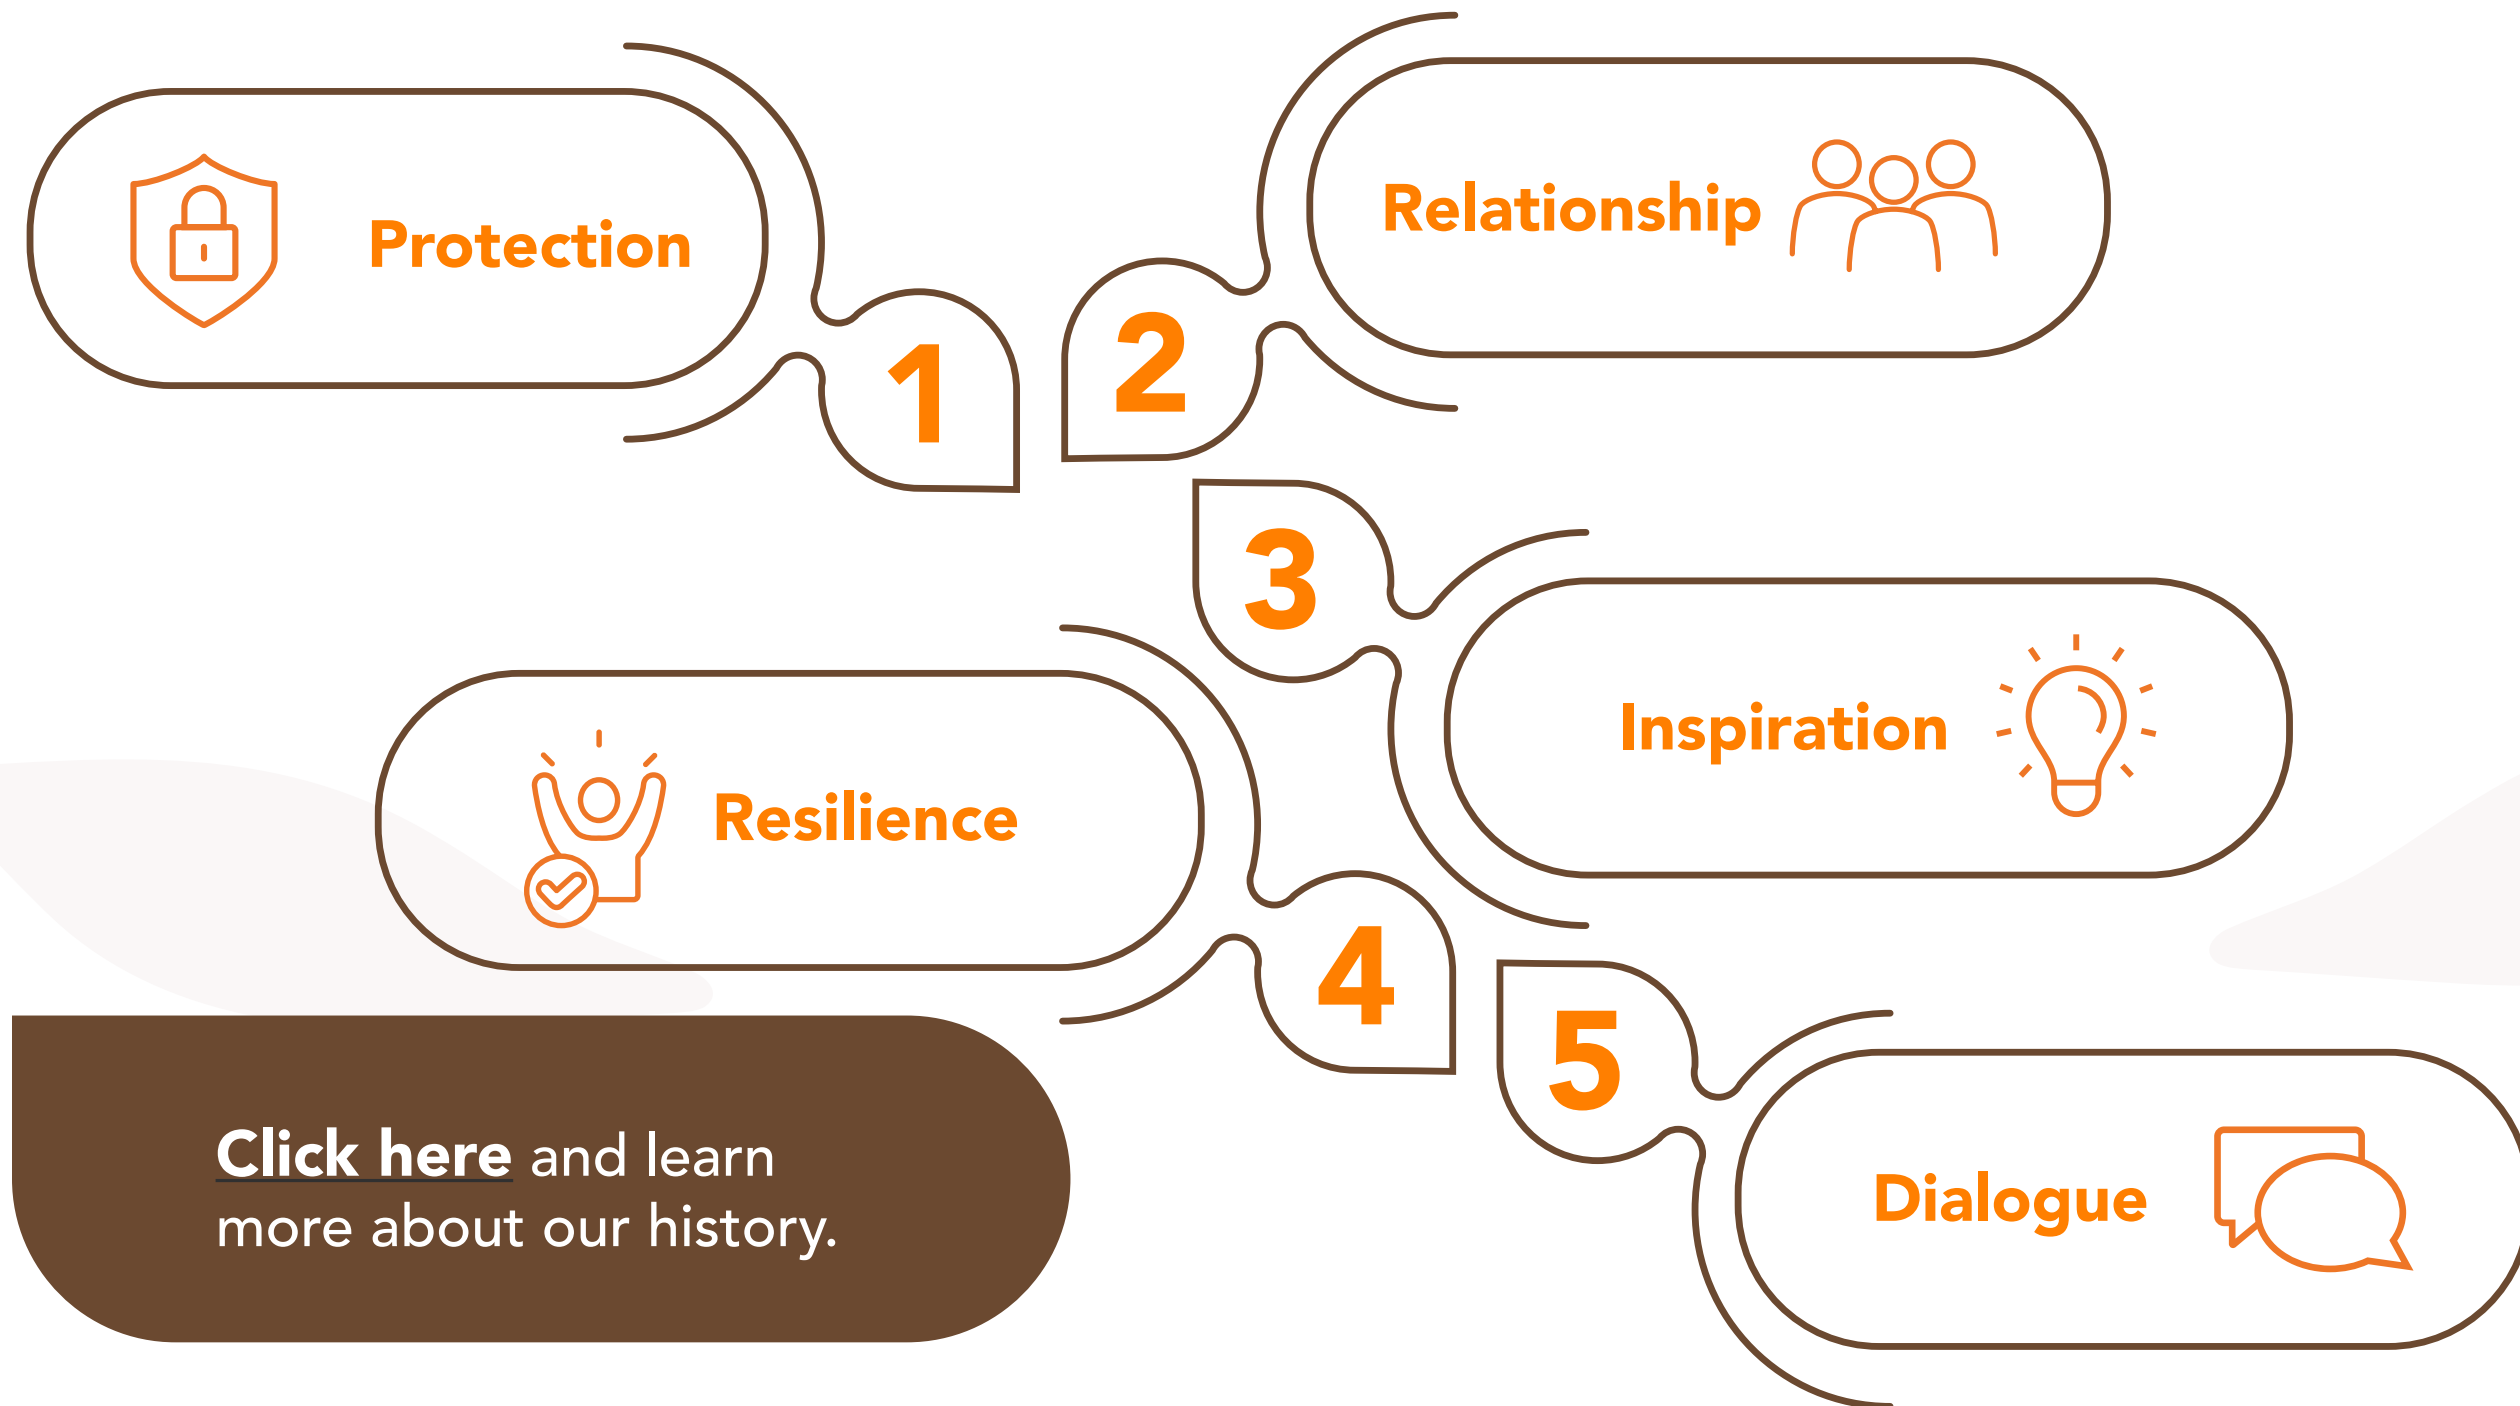 Protection
1
2
Relationship
3
Inspiration
Resilience
4
5
Dialogue
Click here and learn
more about our history.